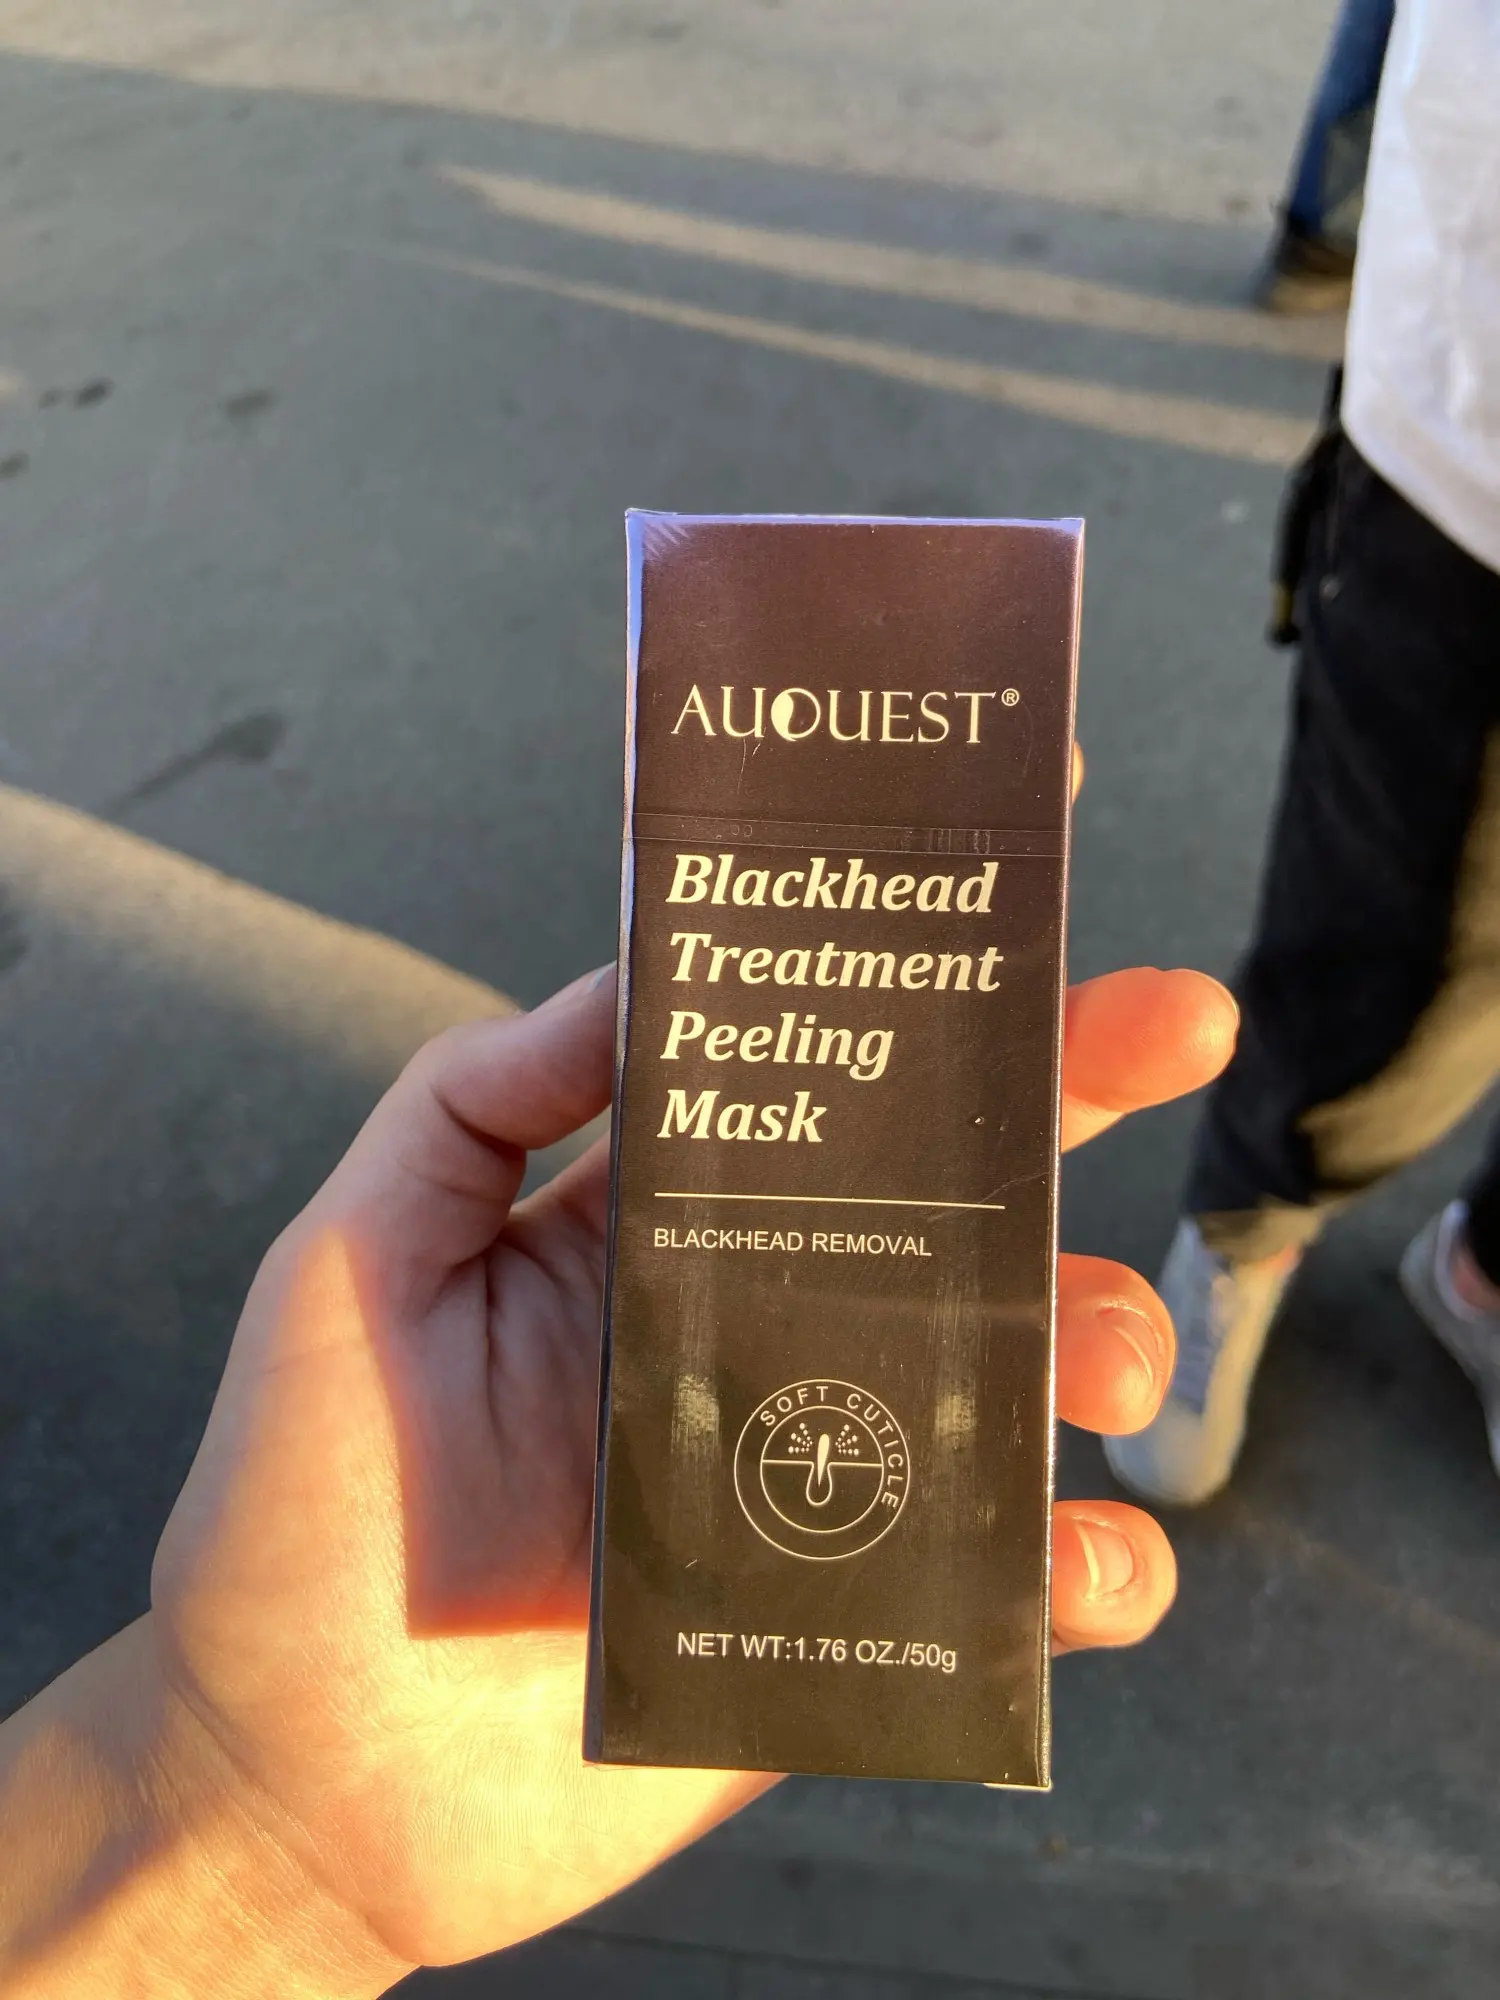 AUQUEST®
Blackhead
Treatment
Peeling
Mask
BLACKHEAD REMOVAL
SOFT CUTICLE
NET WT:1.76 OZ./50g